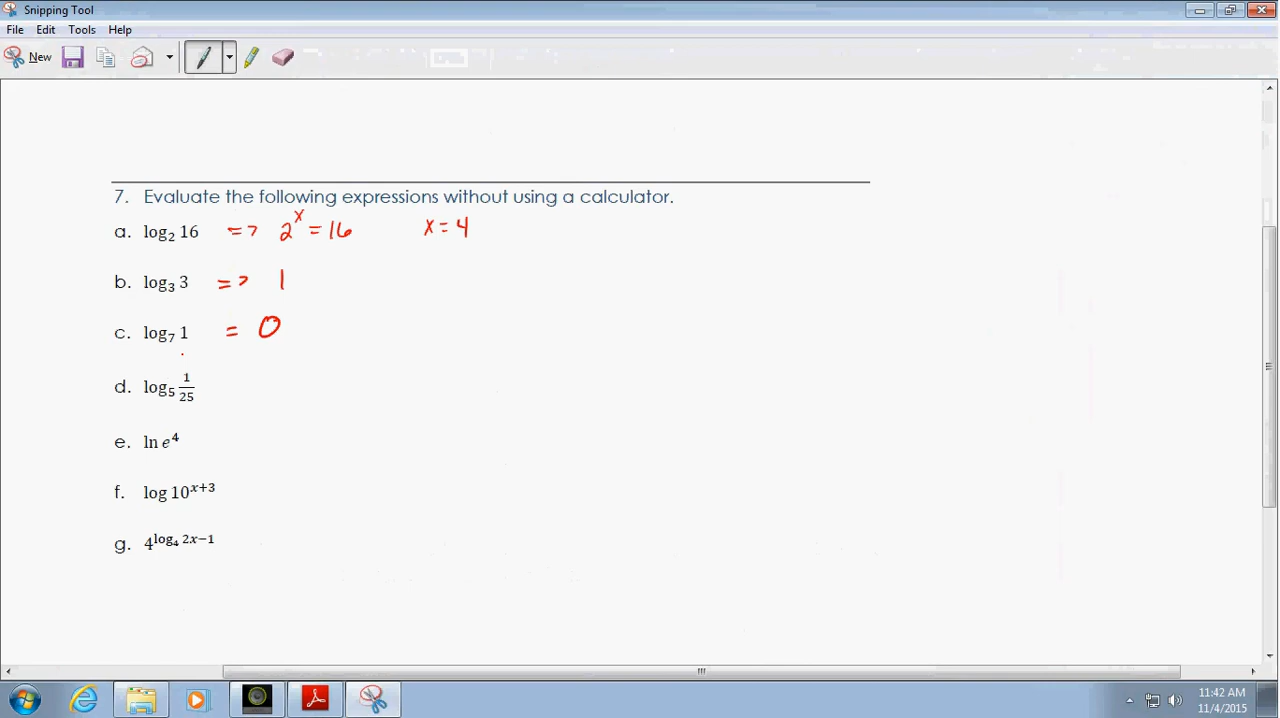 Snipping Tool
File Edit Tools Help
New
7. Evaluate the following expressions without using a calculator.
a. log₂ 16 => 2ˣ = 16 x = 4
b. log₃ 3 => 1
c. log₇ 1 = 0
d. log₅ 1/25
e. ln e⁴
f. log 10ˣ⁺³
g. 4^(log₄ 2x−1)
11:42 AM
11/4/2015